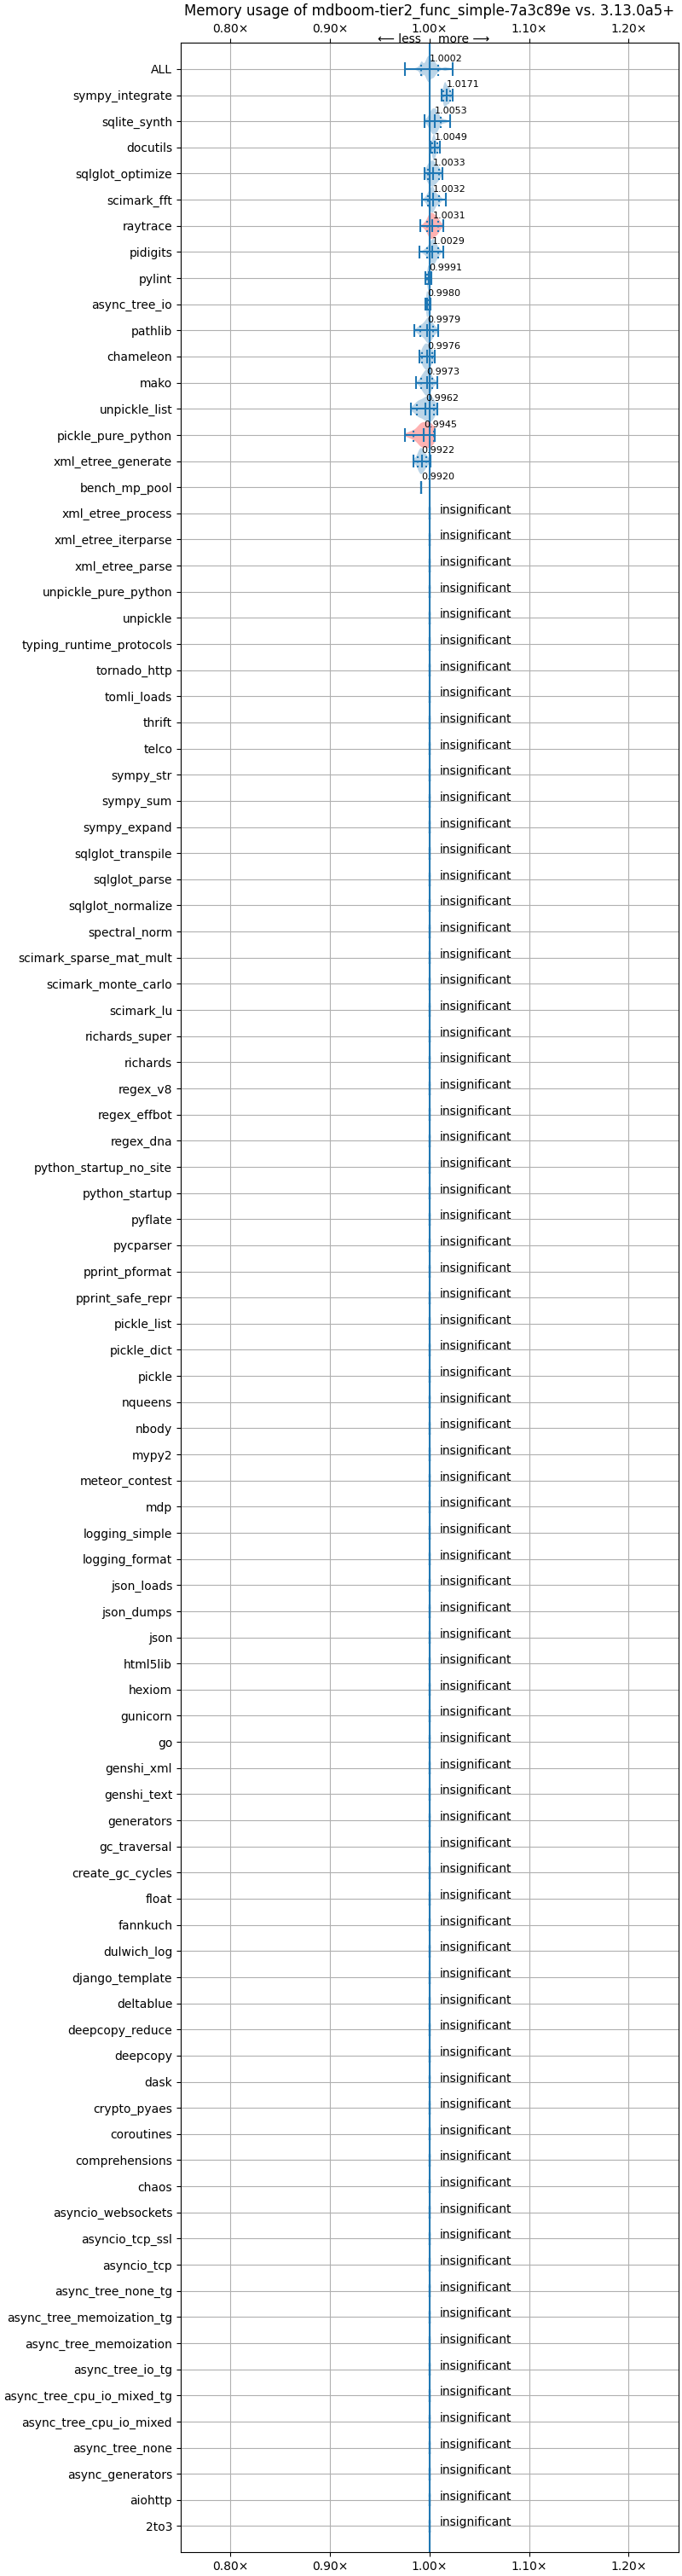 Memory usage of mdboom-tier2_func_simple-7a3c89e vs. 3.13.0a5+
0.80× 0.90× 1.00× 1.10× 1.20×
⟵ less more ⟶
ALL 1.0002
sympy_integrate 1.0171
sqlite_synth 1.0053
docutils 1.0049
sqlglot_optimize 1.0033
scimark_fft 1.0032
raytrace 1.0031
pidigits 1.0029
pylint 0.9991
async_tree_io 0.9980
pathlib 0.9979
chameleon 0.9976
mako 0.9973
unpickle_list 0.9962
pickle_pure_python 0.9945
xml_etree_generate 0.9922
bench_mp_pool 0.9920
xml_etree_process insignificant
xml_etree_iterparse insignificant
xml_etree_parse insignificant
unpickle_pure_python insignificant
unpickle insignificant
typing_runtime_protocols insignificant
tornado_http insignificant
tomli_loads insignificant
thrift insignificant
telco insignificant
sympy_str insignificant
sympy_sum insignificant
sympy_expand insignificant
sqlglot_transpile insignificant
sqlglot_parse insignificant
sqlglot_normalize insignificant
spectral_norm insignificant
scimark_sparse_mat_mult insignificant
scimark_monte_carlo insignificant
scimark_lu insignificant
richards_super insignificant
richards insignificant
regex_v8 insignificant
regex_effbot insignificant
regex_dna insignificant
python_startup_no_site insignificant
python_startup insignificant
pyflate insignificant
pycparser insignificant
pprint_pformat insignificant
pprint_safe_repr insignificant
pickle_list insignificant
pickle_dict insignificant
pickle insignificant
nqueens insignificant
nbody insignificant
mypy2 insignificant
meteor_contest insignificant
mdp insignificant
logging_simple insignificant
logging_format insignificant
json_loads insignificant
json_dumps insignificant
json insignificant
html5lib insignificant
hexiom insignificant
gunicorn insignificant
go insignificant
genshi_xml insignificant
genshi_text insignificant
generators insignificant
gc_traversal insignificant
create_gc_cycles insignificant
float insignificant
fannkuch insignificant
dulwich_log insignificant
django_template insignificant
deltablue insignificant
deepcopy_reduce insignificant
deepcopy insignificant
dask insignificant
crypto_pyaes insignificant
coroutines insignificant
comprehensions insignificant
chaos insignificant
asyncio_websockets insignificant
asyncio_tcp_ssl insignificant
asyncio_tcp insignificant
async_tree_none_tg insignificant
async_tree_memoization_tg insignificant
async_tree_memoization insignificant
async_tree_io_tg insignificant
async_tree_cpu_io_mixed_tg insignificant
async_tree_cpu_io_mixed insignificant
async_tree_none insignificant
async_generators insignificant
aiohttp insignificant
2to3 insignificant
0.80× 0.90× 1.00× 1.10× 1.20×